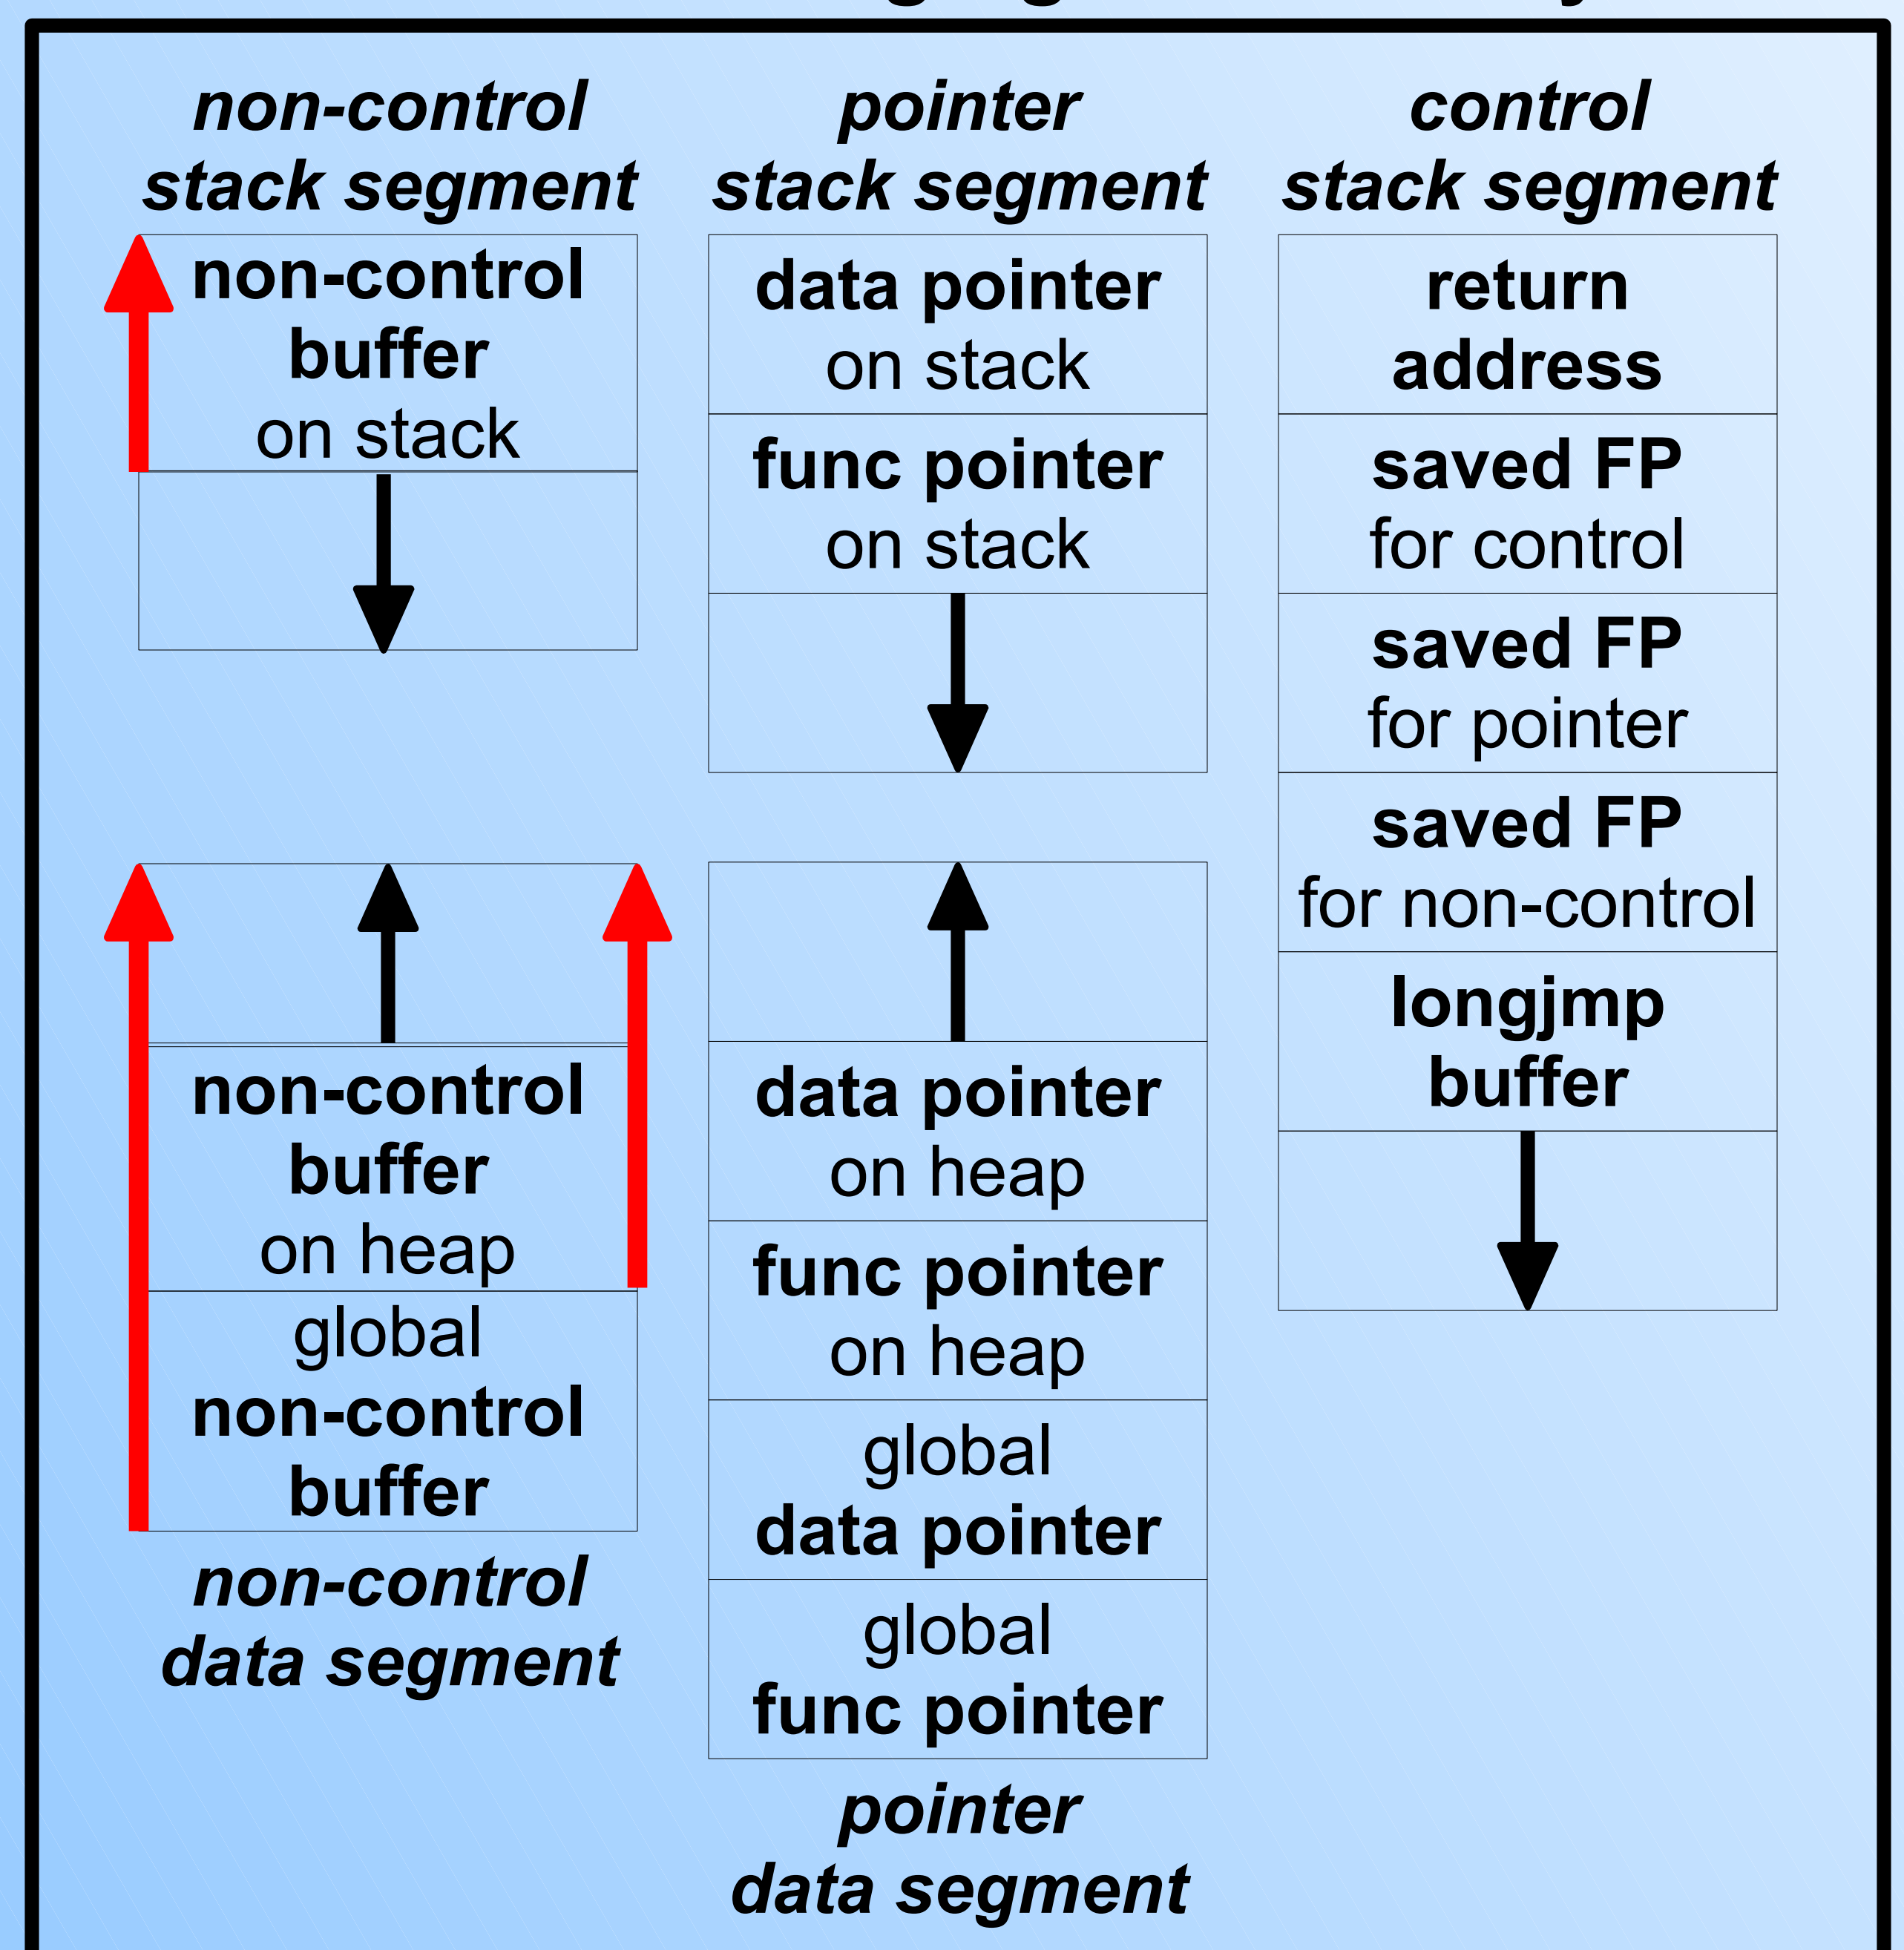 non-control
stack segment
non-control
buffer
on stack
non-control
buffer
on heap
global
non-control
buffer
non-control
data segment
pointer
stack segment
data pointer
on stack
func pointer
on stack
data pointer
on heap
func pointer
on heap
global
data pointer
global
func pointer
pointer
data segment
control
stack segment
return
address
saved FP
for control
saved FP
for pointer
saved FP
for non-control
longjmp
buffer